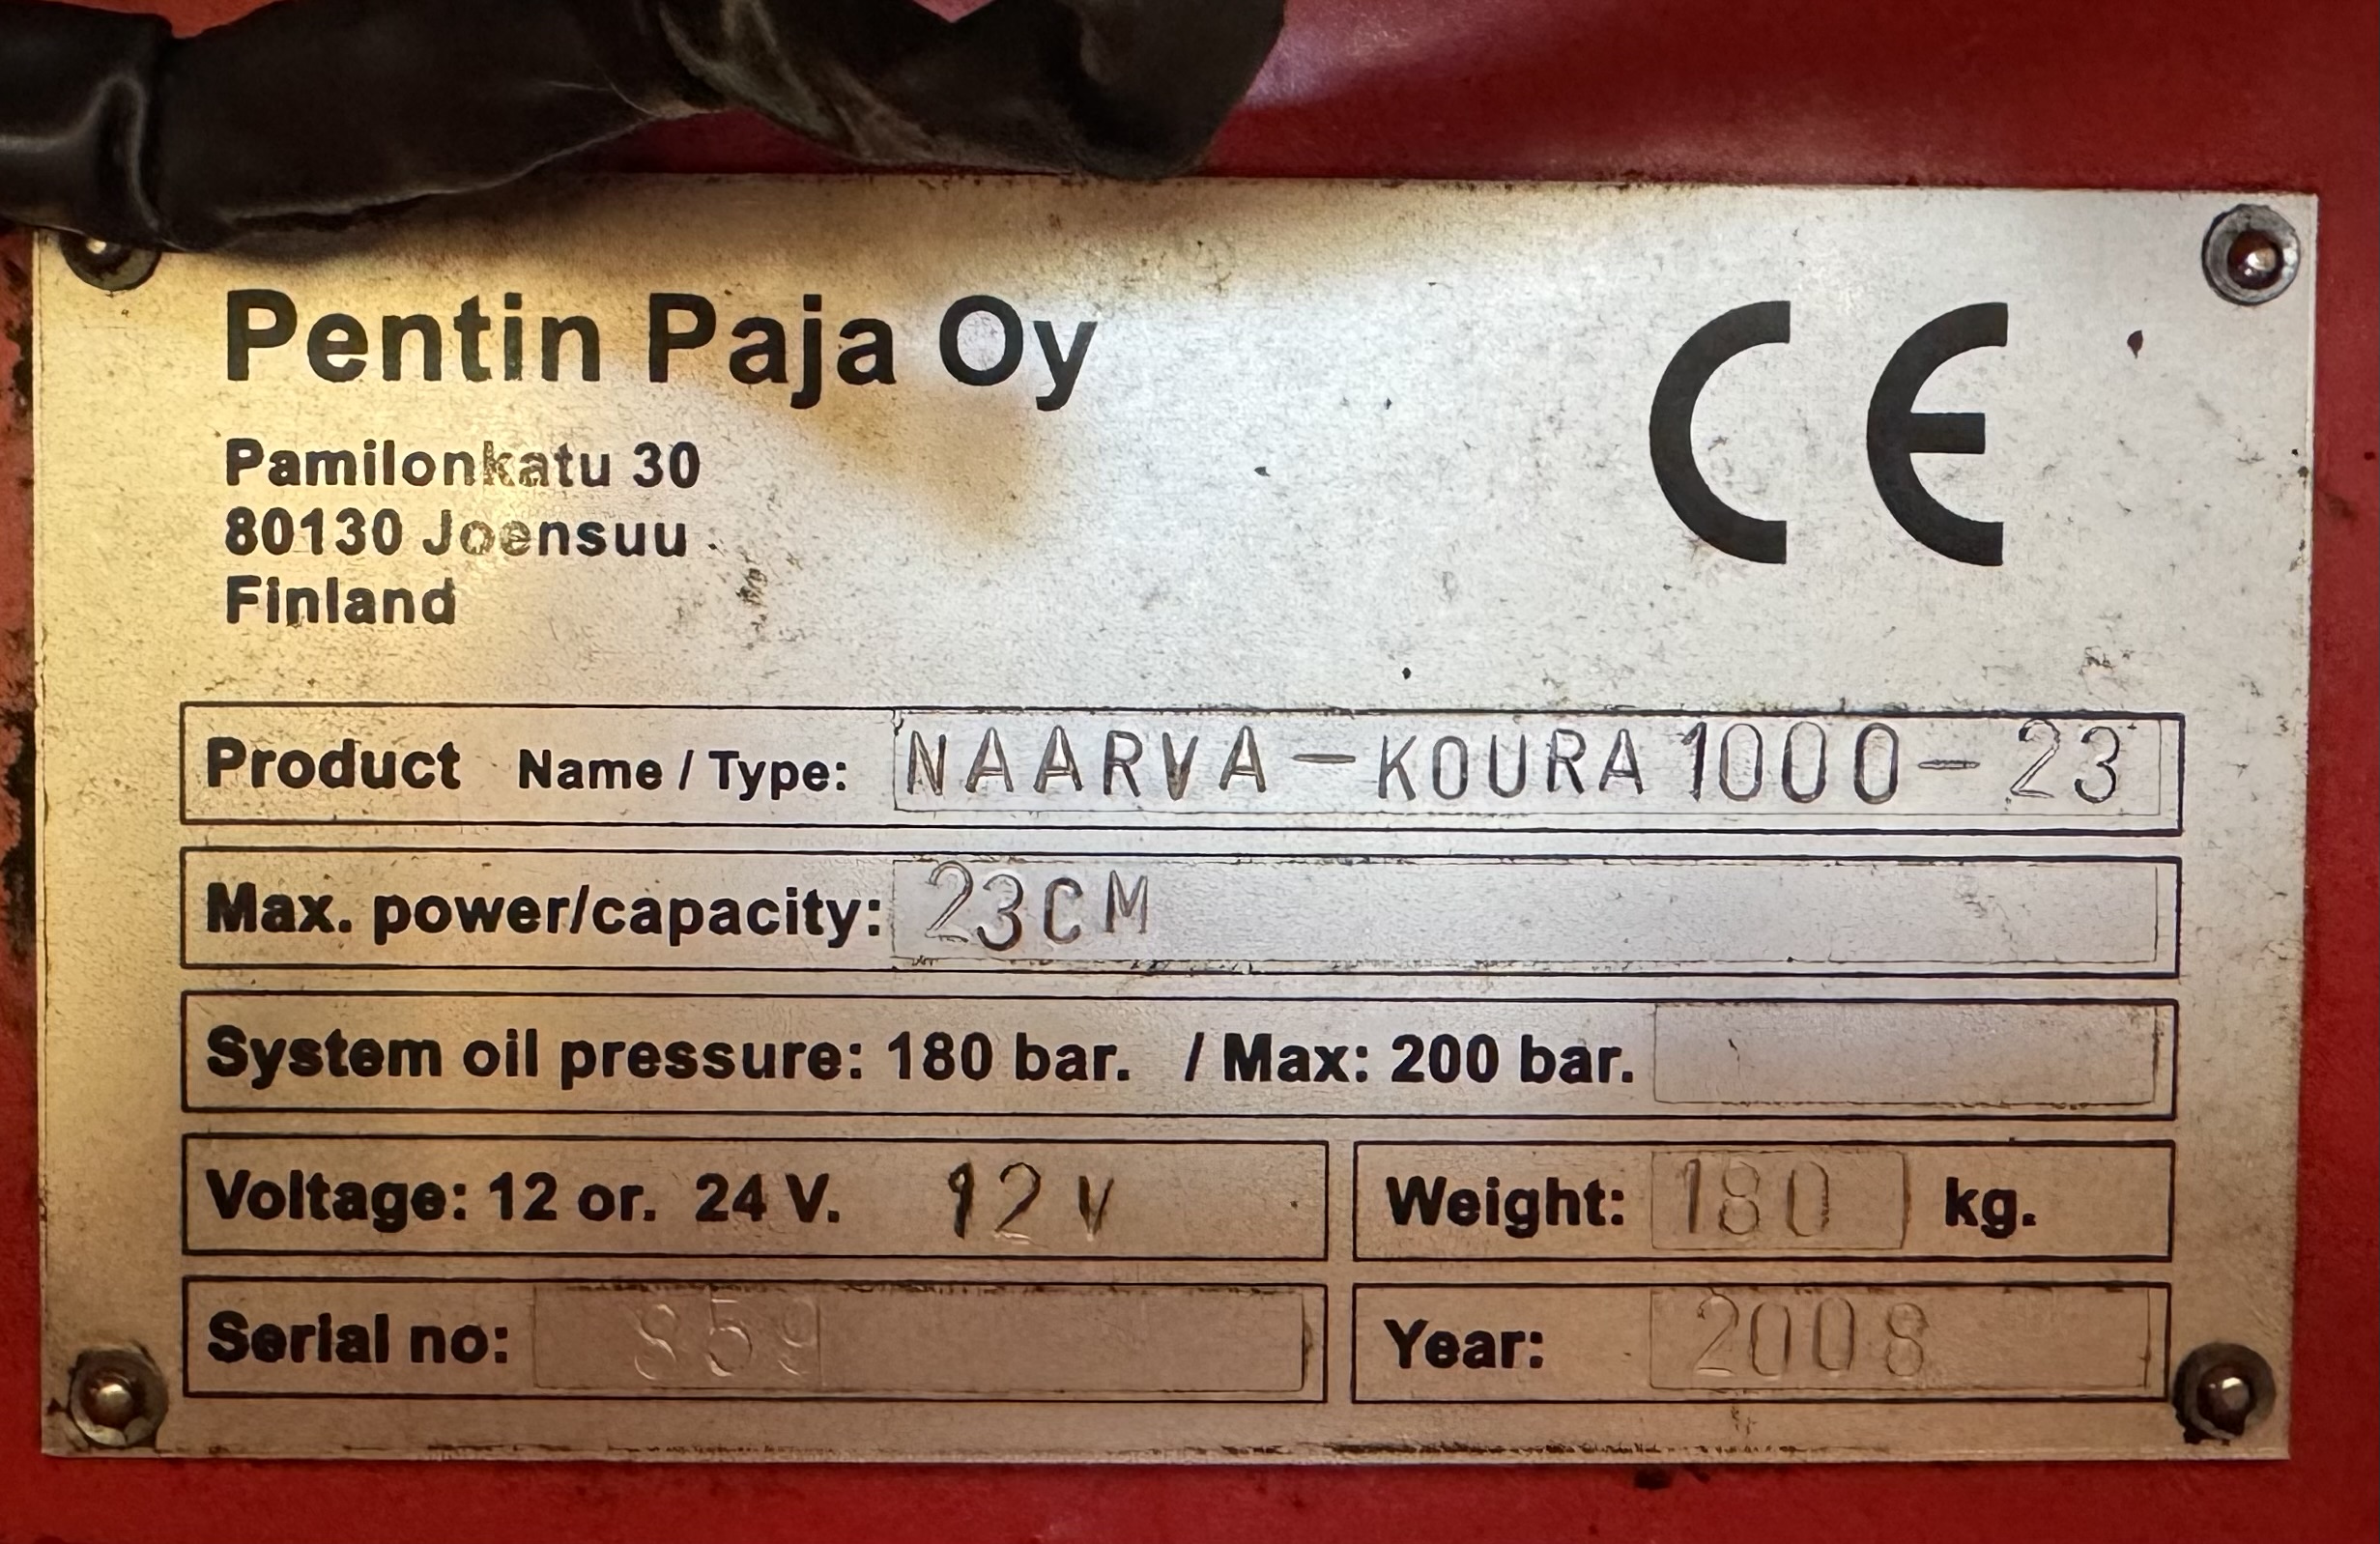 Pentin Paja Oy
CE
Pamilonkatu 30
80130 Joensuu
Finland
Product Name / Type: NAARVA-KOURA 1000-23
Max. power/capacity: 23CM
System oil pressure: 180 bar. / Max: 200 bar.
Voltage: 12 or. 24 V. 12V
Weight: 180 kg.
Serial no: 859
Year: 2008